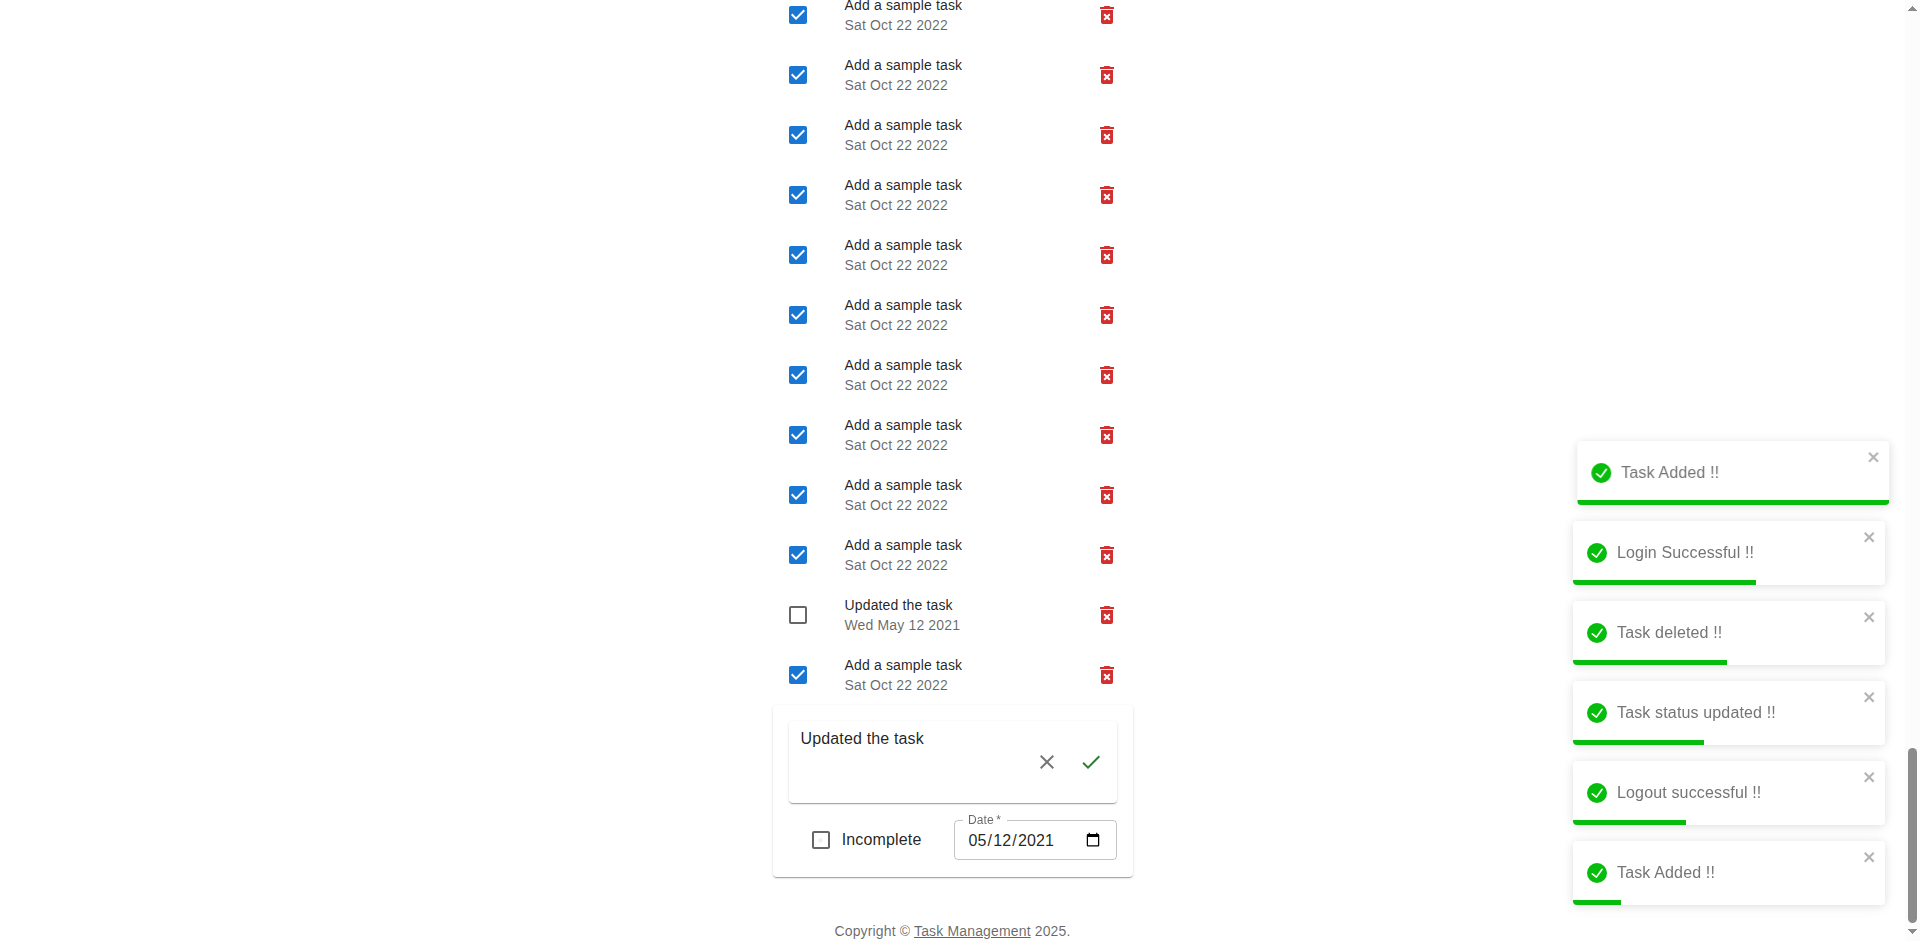 Add a sample task
Sat Oct 22 2022
Add a sample task
Sat Oct 22 2022
Add a sample task
Sat Oct 22 2022
Add a sample task
Sat Oct 22 2022
Add a sample task
Sat Oct 22 2022
Add a sample task
Sat Oct 22 2022
Add a sample task
Sat Oct 22 2022
Add a sample task
Sat Oct 22 2022
Add a sample task
Sat Oct 22 2022
Add a sample task
Sat Oct 22 2022
Updated the task
Wed May 12 2021
Add a sample task
Sat Oct 22 2022
Updated the task
Incomplete
Date *
05/12/2021
Copyright © Task Management 2025.
Task Added !!
Login Successful !!
Task deleted !!
Task status updated !!
Logout successful !!
Task Added !!